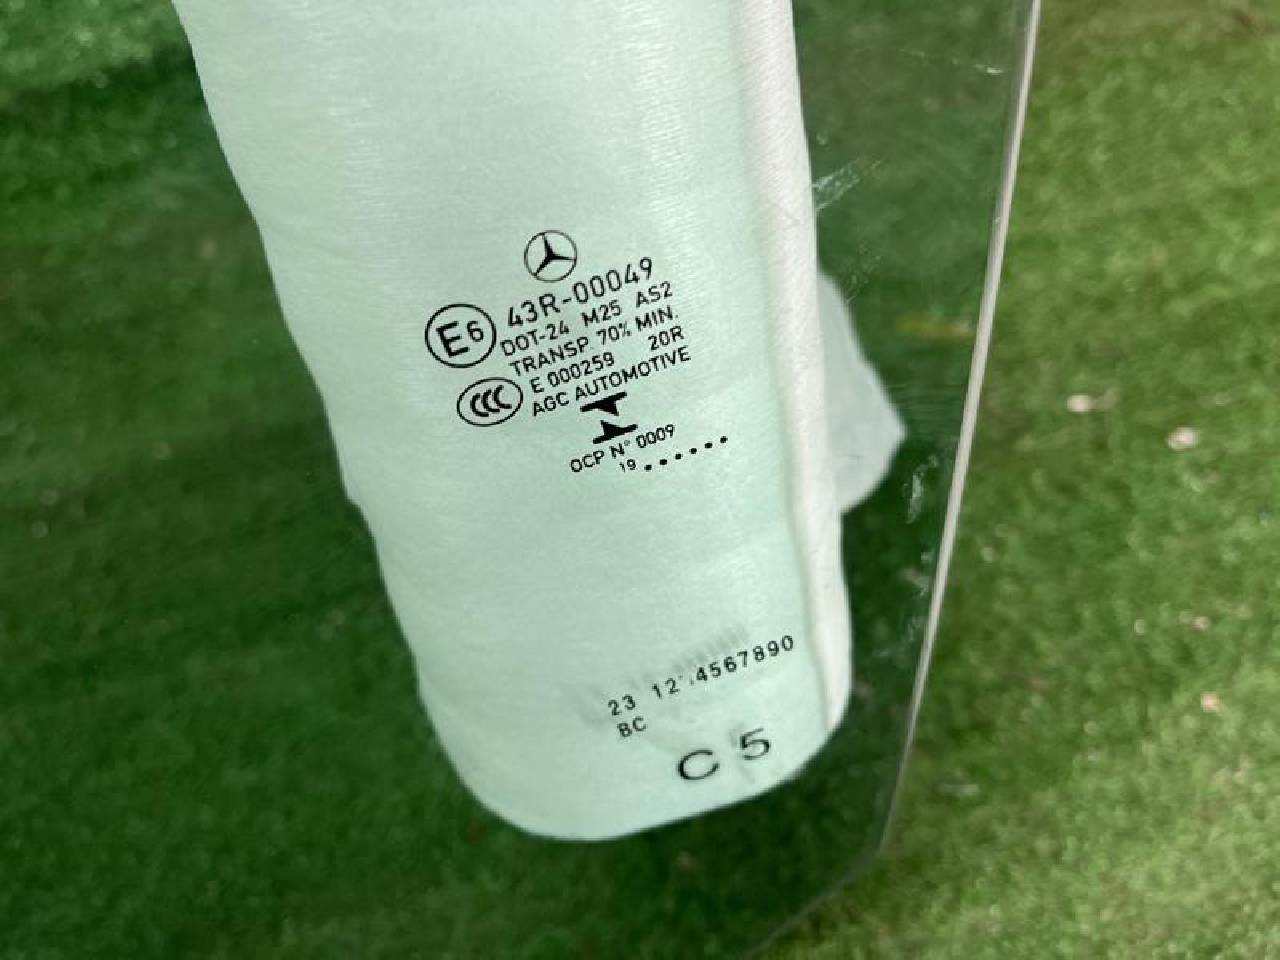 E6 43R-00049
DOT-24 M25 AS2
TRANSP. 70% MIN.
E 000259 20R
CCC AGC AUTOMOTIVE
OCP N° 0009
19 ......
23 12 4567890
BC
C 5